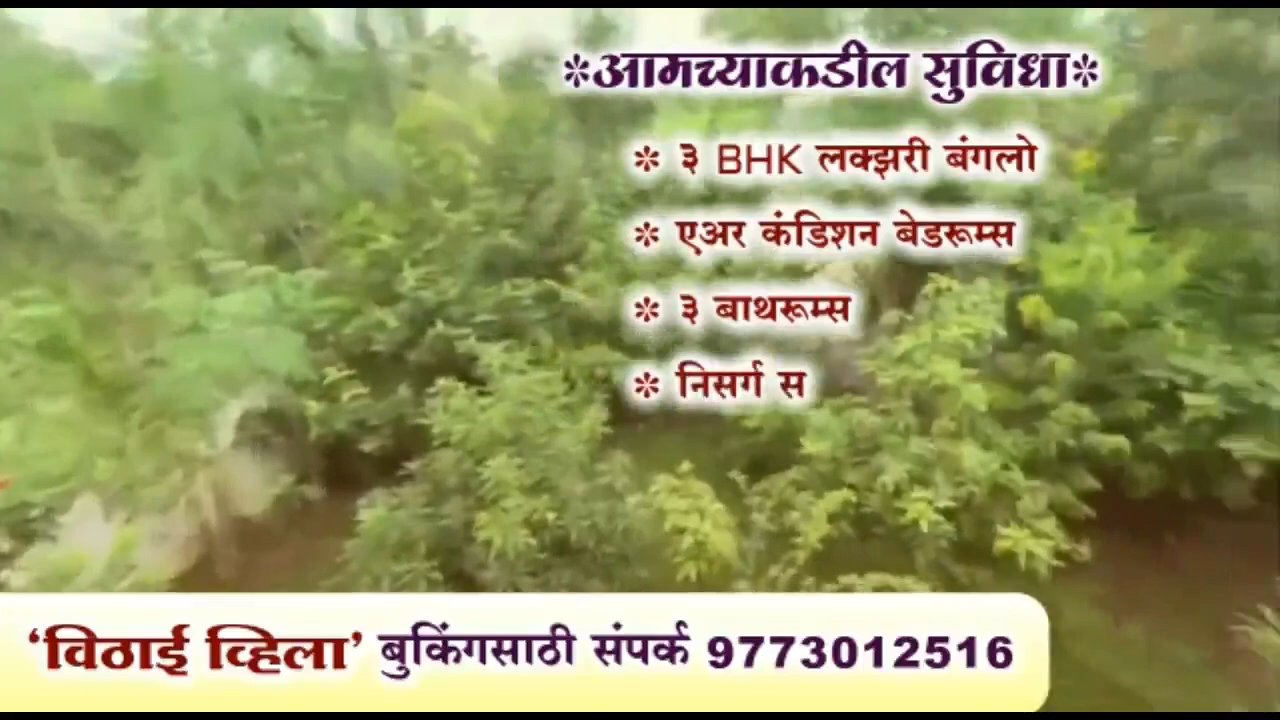 *आमच्याकडील सुविधा*
* ३ BHK लक्झरी बंगलो
* एअर कंडिशन बेडरूम्स
* ३ बाथरूम्स
* निसर्ग स
‘विठाई व्हिला’ बुकिंगसाठी संपर्क 9773012516